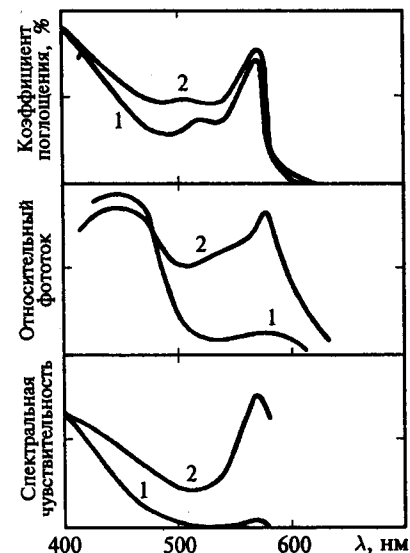 Коэффициент
поглощения, %
2
1
Относительный
фототок
2
1
Спектральная
чувствительность
2
1
400 500 600 λ, нм